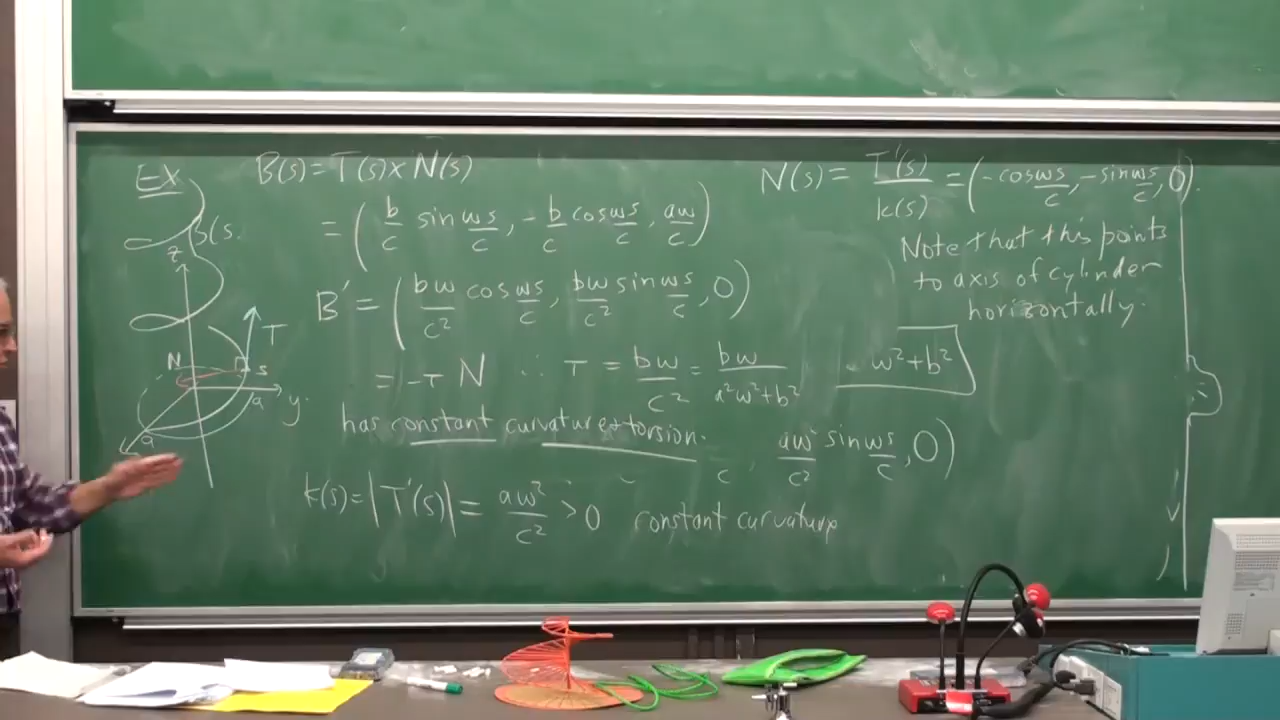 EX
B(s) = T(s) x N(s)
= (b/c sin ws/c, -b/c cos ws/c, aw/c)
B' = (bw/c² cos ws/c, bw/c² sin ws/c, 0)
= -τ N ∴ τ = bw/c² = bw/a²w²+b²
w²+b²
has constant curvature + torsion.
c, aw²/c² sin ws/c, 0)
k(s) = |T'(s)| = aw²/c² > 0 constant curvature
N(s) = T'(s)/k(s) = (-cos ws/c, -sin ws/c, 0).
Note that this points
to axis of cylinder
horizontally.
β(s.
z
T
N
s
a
y.
a